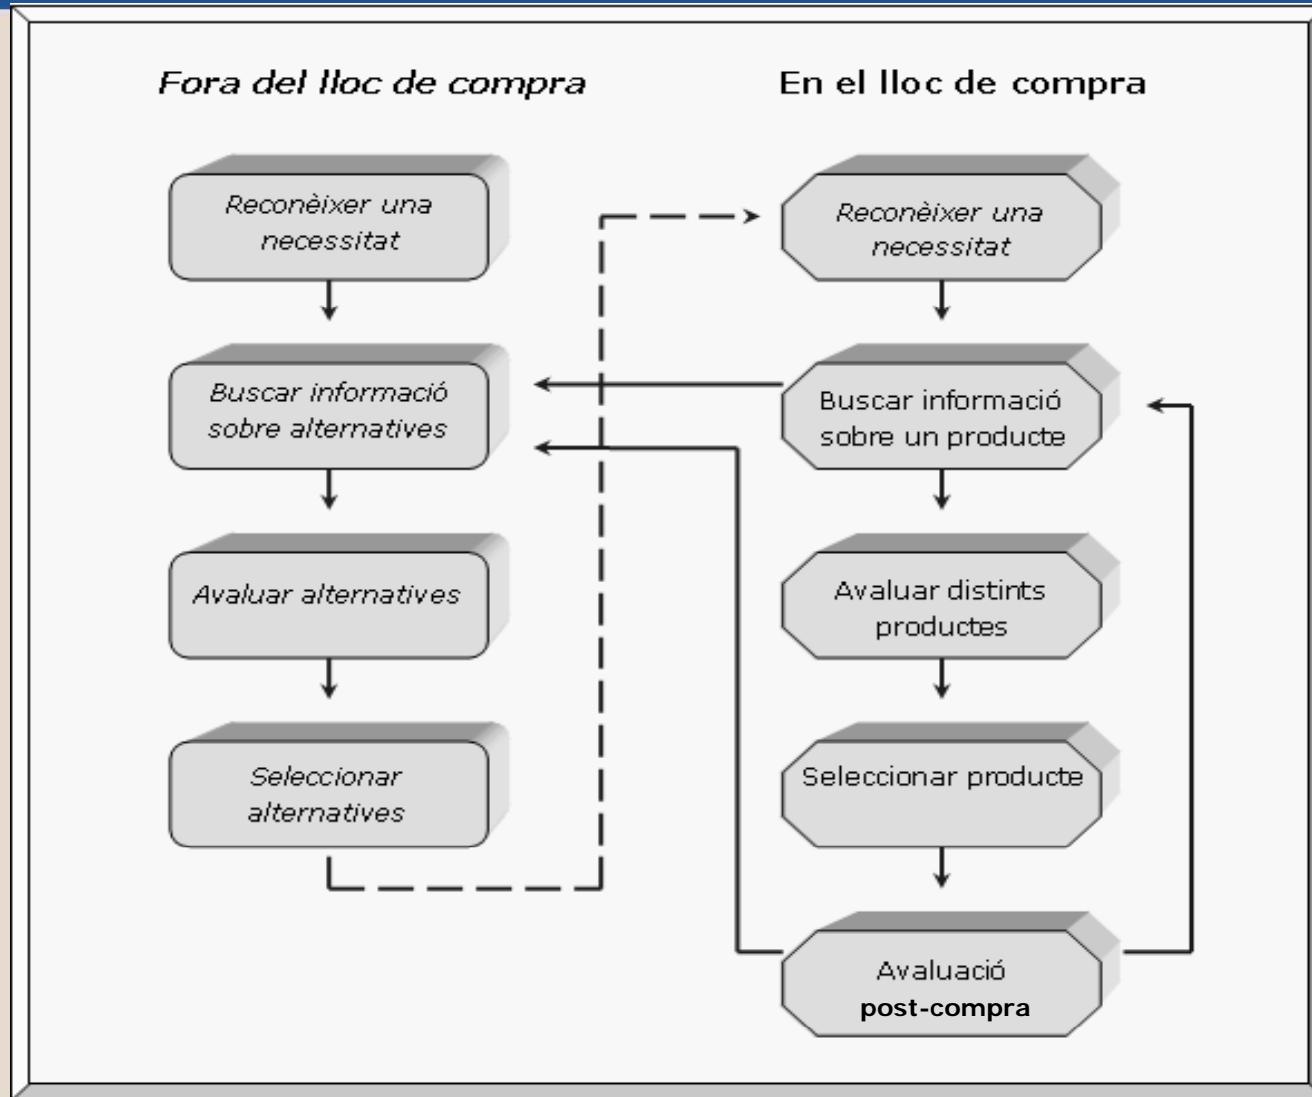 Fora del lloc de compra
En el lloc de compra
Reconèixer una
necessitat
Buscar informació
sobre alternatives
Avaluar alternatives
Seleccionar
alternatives
Reconèixer una
necessitat
Buscar informació
sobre un producte
Avaluar distints
productes
Seleccionar producte
Avaluació
post-compra